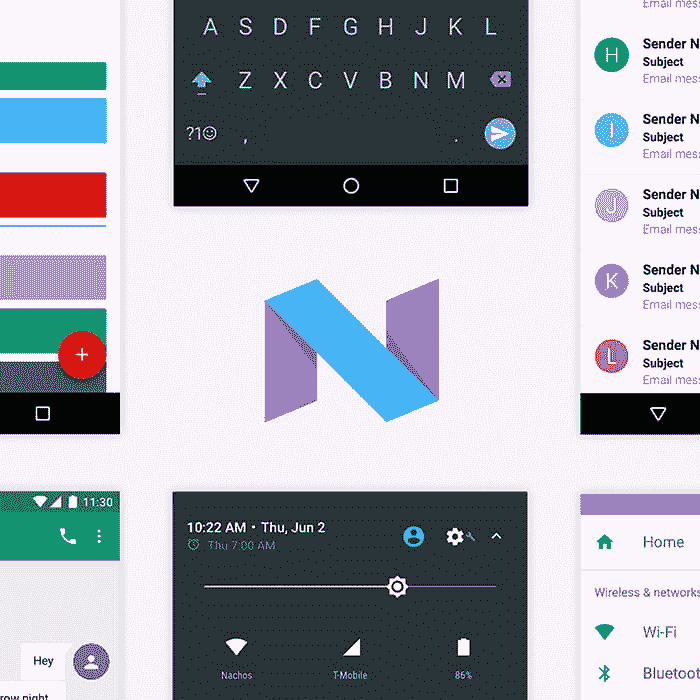 A S D F G H J K L
Z X C V B N M
?1☺ , .
Email mess
H
Sender N
Subject
Email mess
I
Sender N
Subject
Email mess
J
Sender N
Subject
Email mess
K
Sender N
Subject
Email mess
L
Sender N
Subject
Email mess
+
N
11:30
Hey
row night
10:22 AM • Thu, Jun 2
Thu 7:00 AM
Nachos
T-Mobile
86%
Home
Wireless & networks
Wi-Fi
Bluetoot